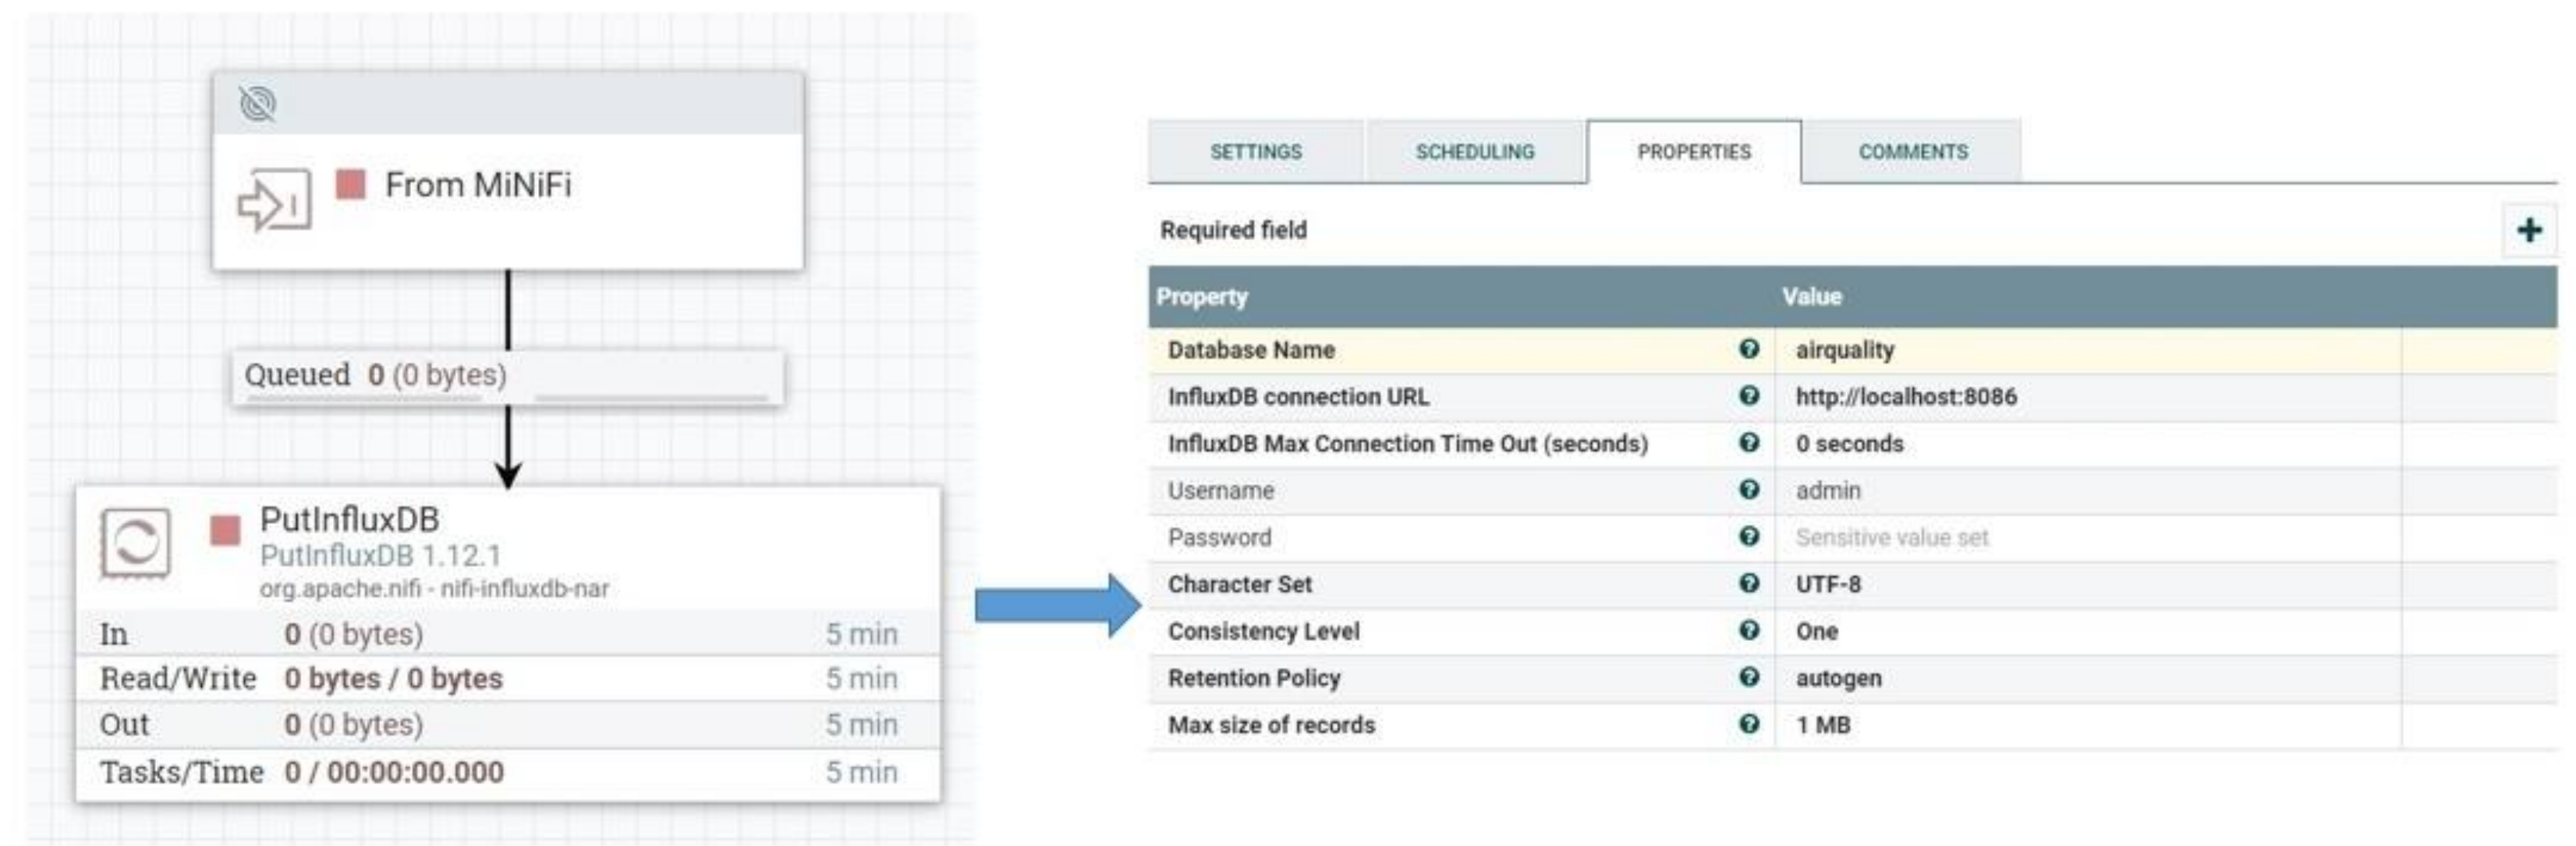 From MiNiFi
Queued 0 (0 bytes)
PutInfluxDB
PutInfluxDB 1.12.1
org.apache.nifi - nifi-influxdb-nar
In 0 (0 bytes) 5 min
Read/Write 0 bytes / 0 bytes 5 min
Out 0 (0 bytes) 5 min
Tasks/Time 0 / 00:00:00.000 5 min
SETTINGS SCHEDULING PROPERTIES COMMENTS
Required field
Property Value
Database Name airquality
InfluxDB connection URL http://localhost:8086
InfluxDB Max Connection Time Out (seconds) 0 seconds
Username admin
Password Sensitive value set
Character Set UTF-8
Consistency Level One
Retention Policy autogen
Max size of records 1 MB